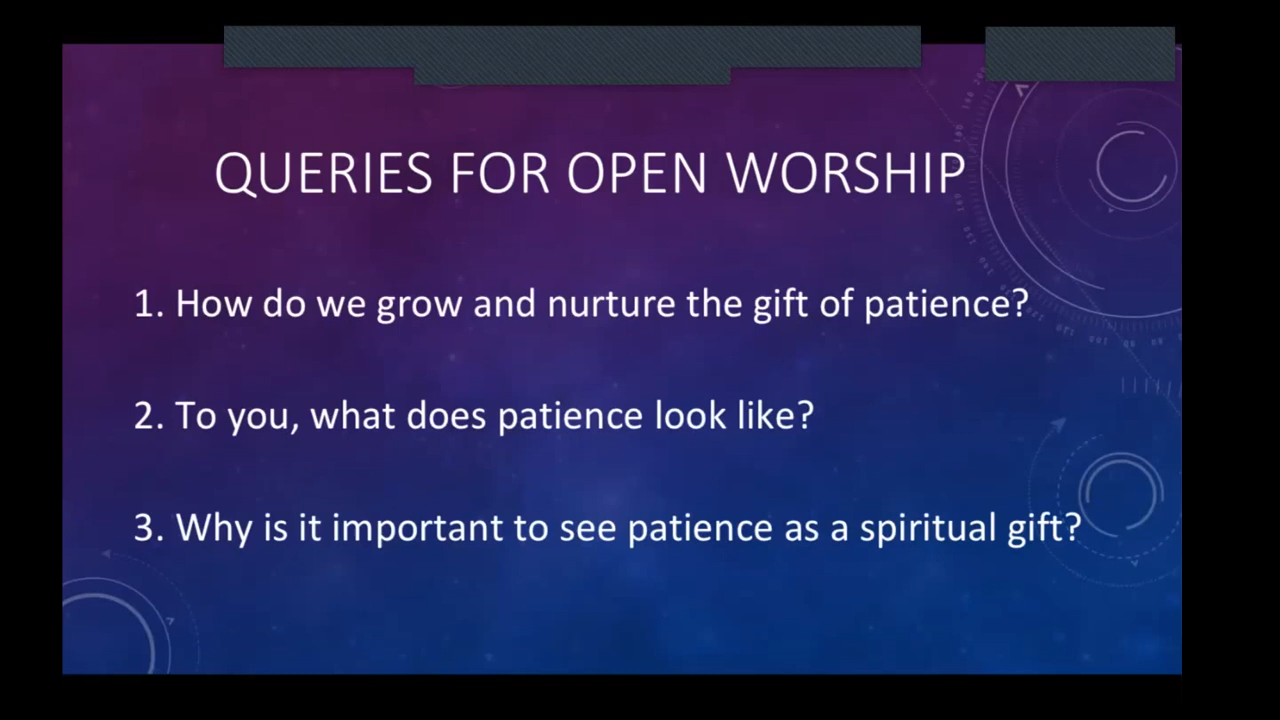 QUERIES FOR OPEN WORSHIP
1. How do we grow and nurture the gift of patience?
2. To you, what does patience look like?
3. Why is it important to see patience as a spiritual gift?